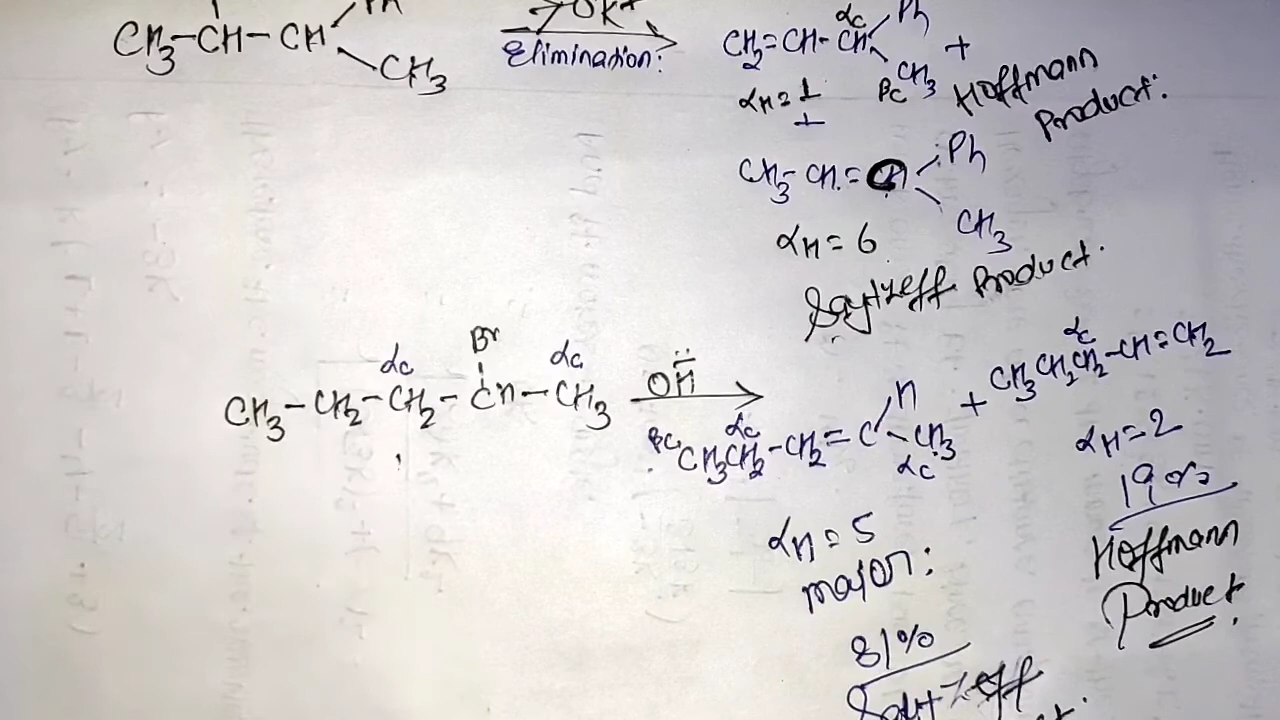 CH3-CH-CH
Ph
CH3
OK+
Elimination:
CH2=CH-CH
αc
Ph
CH3
βc
+
αH = 1
Hoffmann
Product:
CH3-CH=C
Ph
CH3
αH = 6
Saytzeff Product.
Br
CH3-CH2-CH2-CH-CH3
αc
αc
OH
βc
CH3CH2-CH2=C
αc
H
CH3
αc
+ CH3CH2CH2-CH=CH2
αc
αH = 5
major:
81%
αH = 2
19%
Hoffmann
Product.